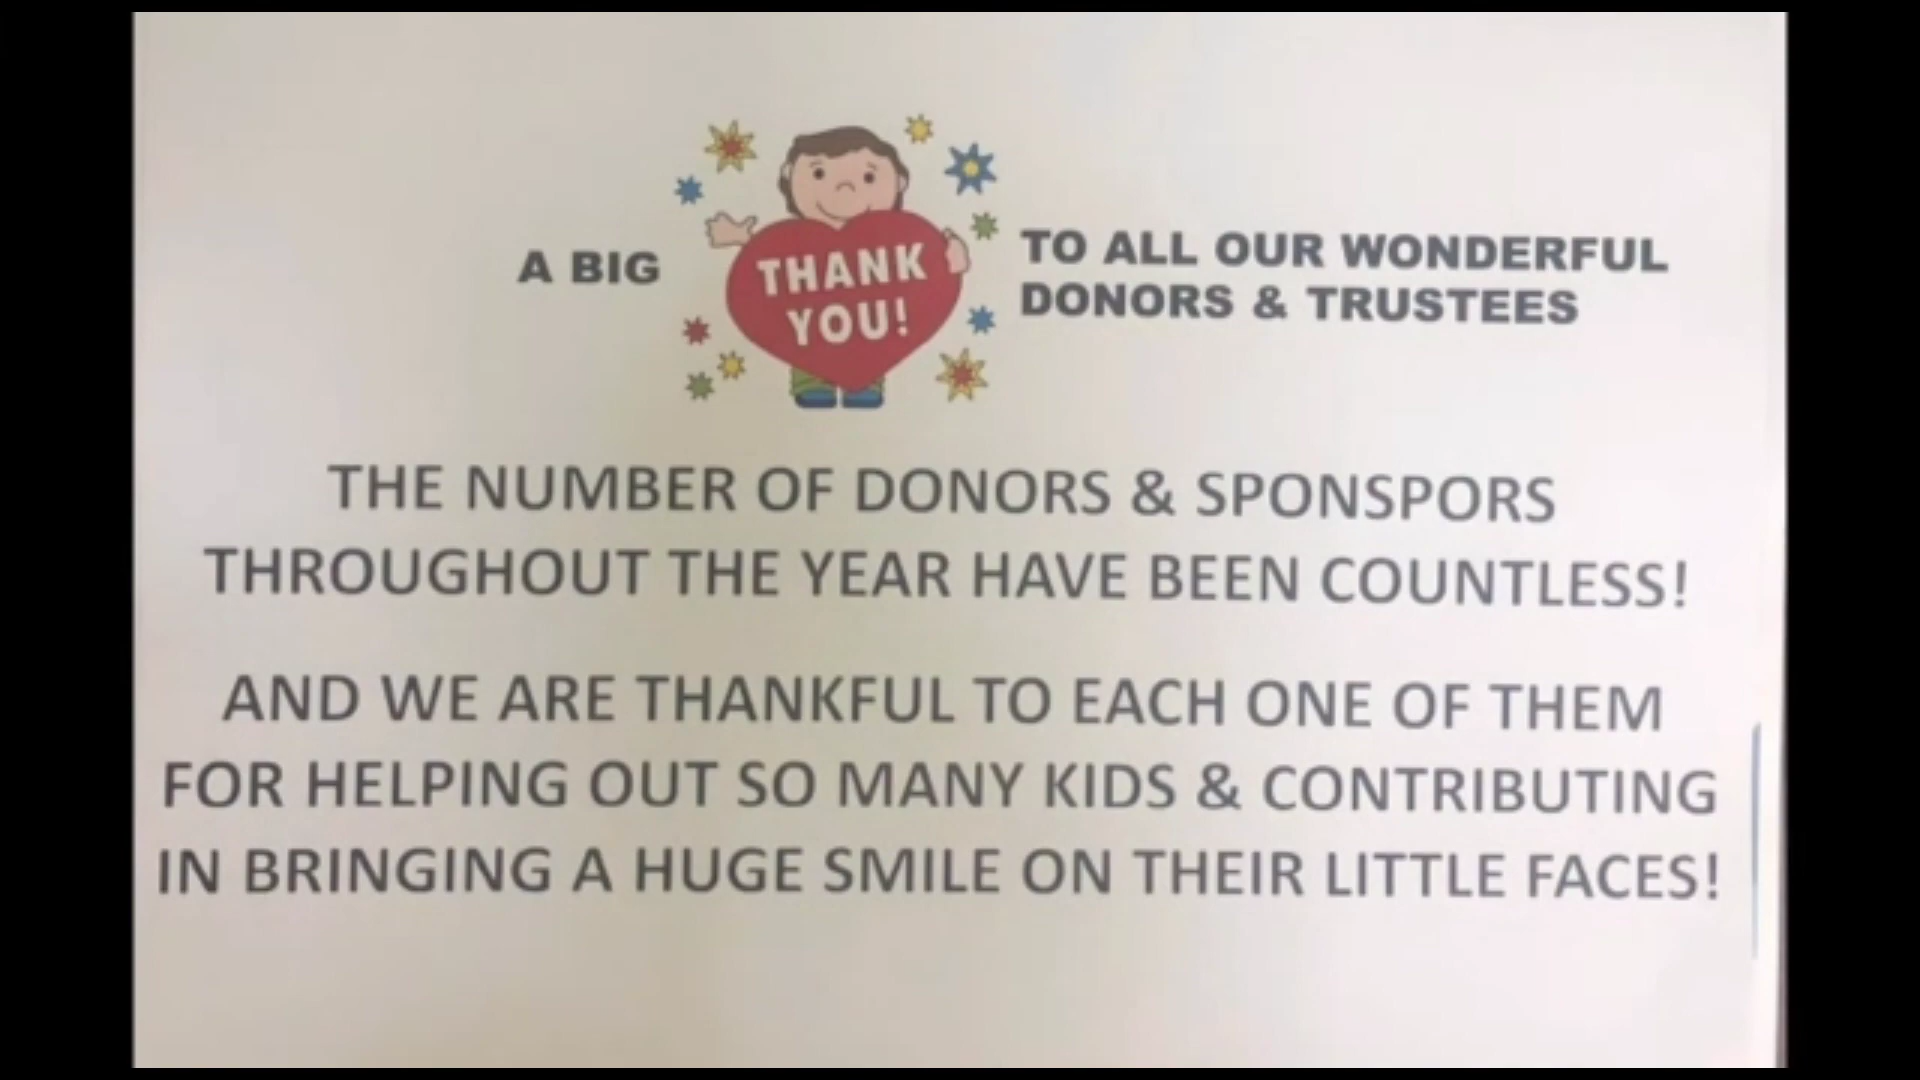 A BIG
THANK
YOU!
TO ALL OUR WONDERFUL
DONORS & TRUSTEES
THE NUMBER OF DONORS & SPONSPORS
THROUGHOUT THE YEAR HAVE BEEN COUNTLESS!
AND WE ARE THANKFUL TO EACH ONE OF THEM
FOR HELPING OUT SO MANY KIDS & CONTRIBUTING
IN BRINGING A HUGE SMILE ON THEIR LITTLE FACES!